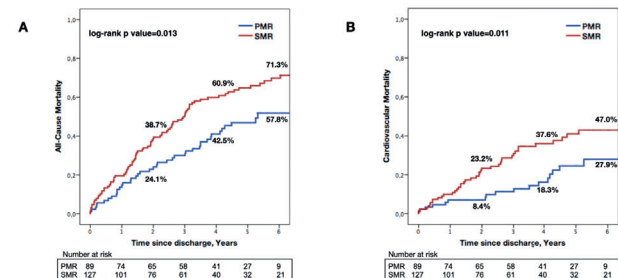 A
All-Cause Mortality
1,0
0,8
0,6
0,4
0,2
0,0
log-rank p value=0.013
PMR
SMR
71.3%
60.9%
38.7%
57.8%
42.5%
24.1%
0 1 2 3 4 5 6
Time since discharge, Years
Number at risk
PMR 89 74 65 58 41 27 9
SMR 127 101 76 61 40 32 21
B
Cardiovascular Mortality
1,0
0,8
0,6
0,4
0,2
0,0
log-rank p value=0.011
PMR
SMR
47.0%
37.6%
23.2%
27.9%
18.3%
8.4%
0 1 2 3 4 5 6
Time since discharge, Years
Number at risk
PMR 89 74 65 58 41 27 9
SMR 127 101 76 61 40 32 21